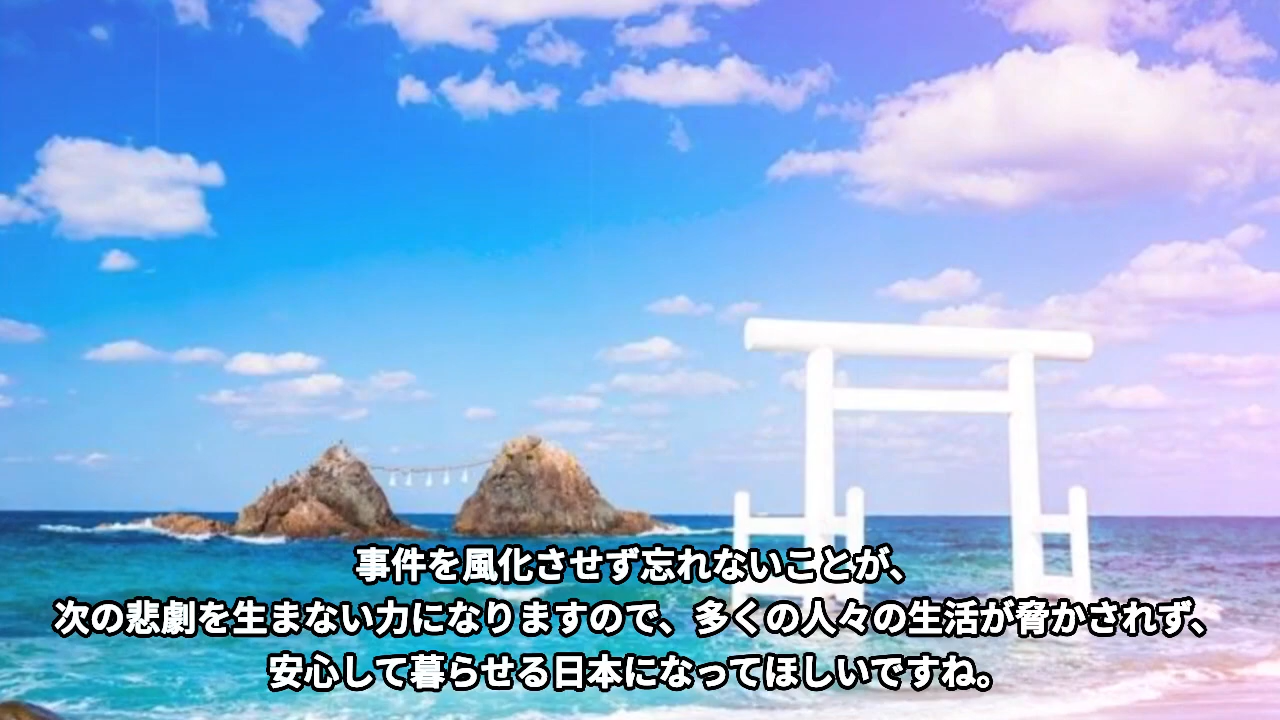 事件を風化させず忘れないことが、
次の悲劇を生まない力になりますので、多くの人々の生活が脅かされず、
安心して暮らせる日本になってほしいですね。